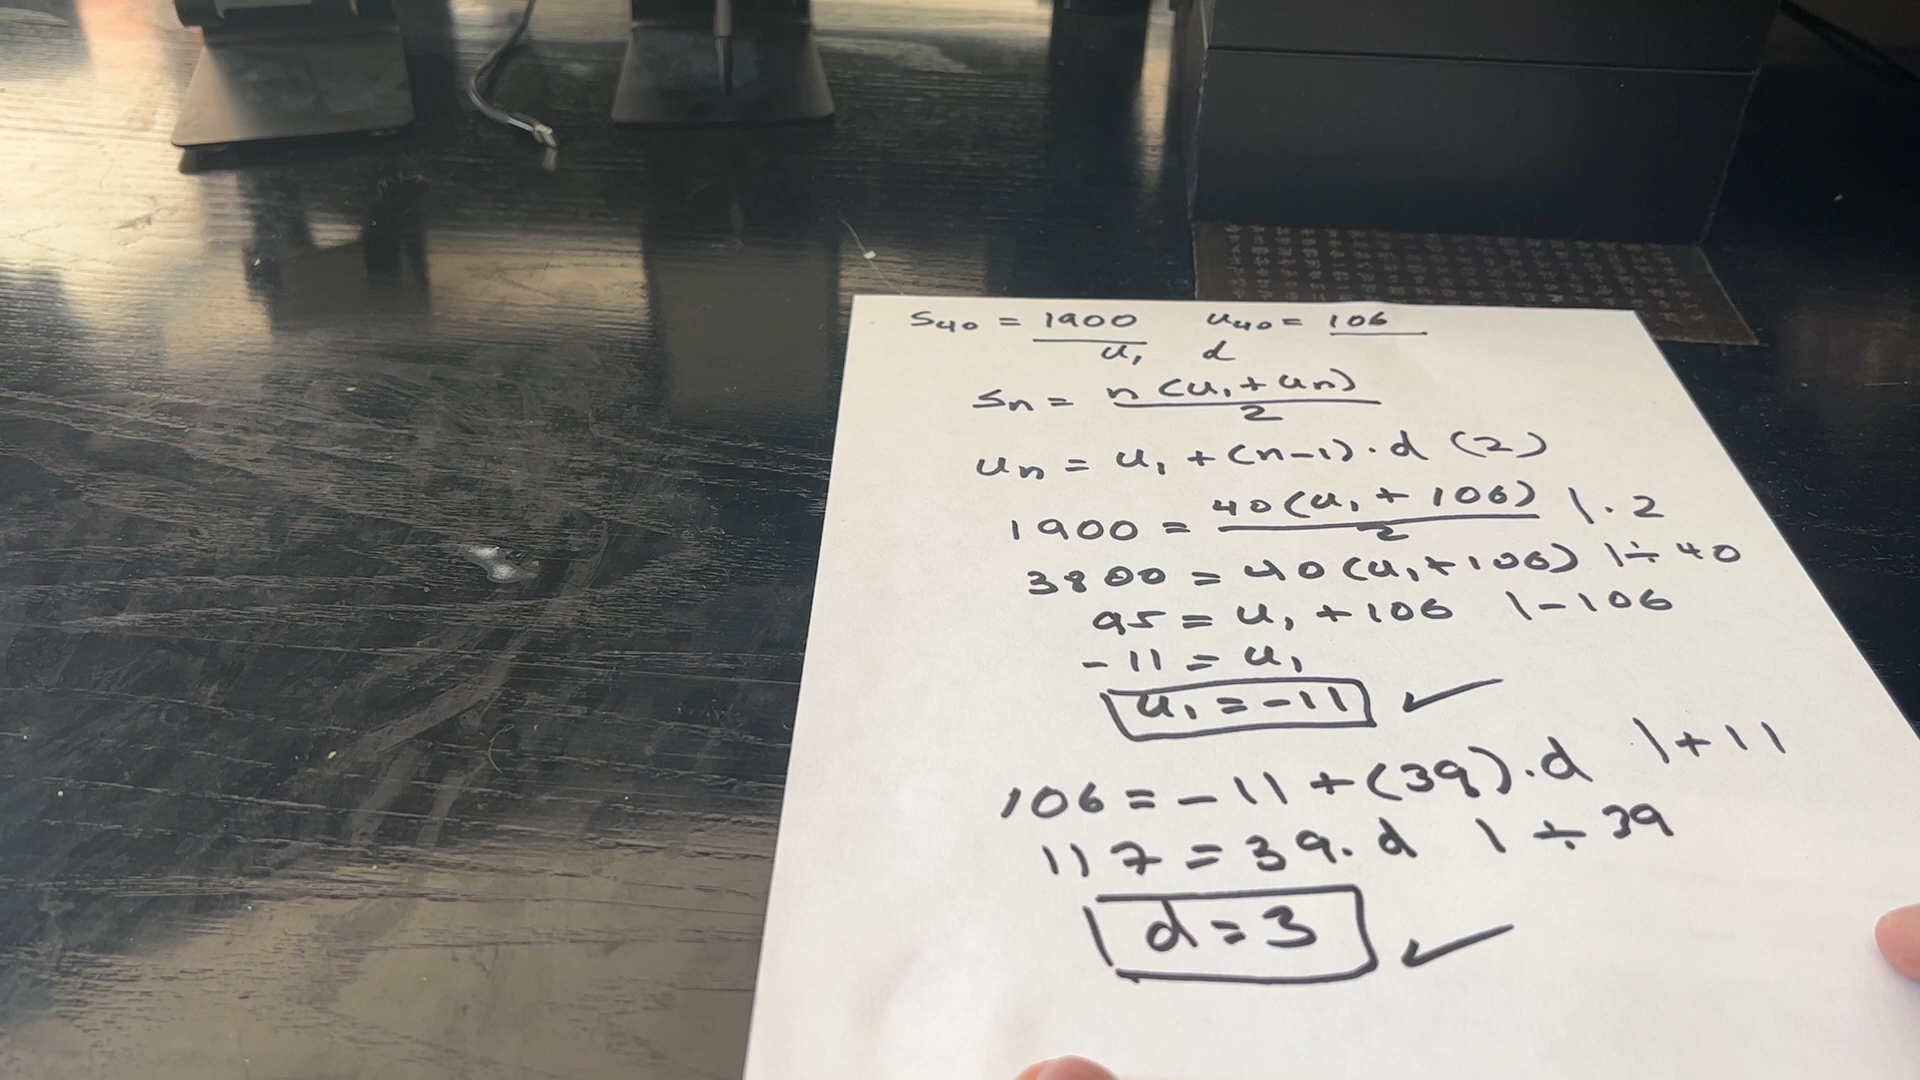 S40 = 1900 u40 = 106
u1 d
Sn = n(u1+un)/2
un = u1 + (n-1)·d (2)
1900 = 40(u1 + 106)/2 |·2
3800 = 40(u1+106) |÷40
95 = u1 + 106 |-106
-11 = u1
u1 = -11 ✓
106 = -11 + (39)·d |+11
117 = 39·d |÷39
d = 3 ✓